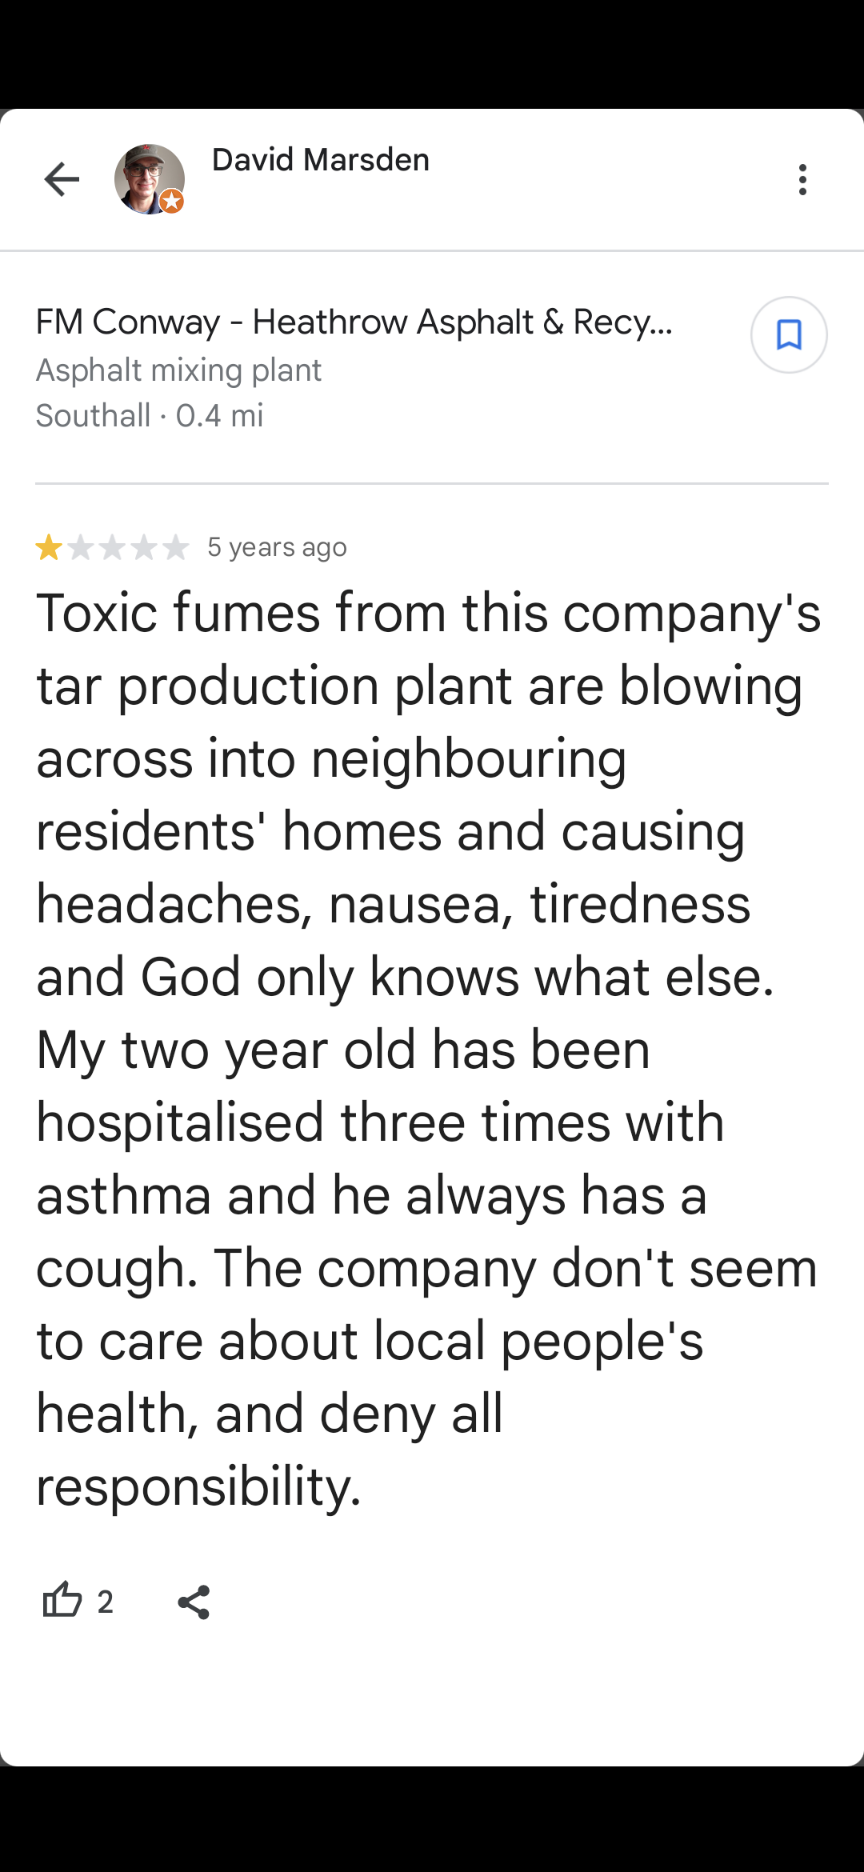 David Marsden
FM Conway - Heathrow Asphalt & Recy...
Asphalt mixing plant
Southall · 0.4 mi
5 years ago
Toxic fumes from this company's
tar production plant are blowing
across into neighbouring
residents' homes and causing
headaches, nausea, tiredness
and God only knows what else.
My two year old has been
hospitalised three times with
asthma and he always has a
cough. The company don't seem
to care about local people's
health, and deny all
responsibility.
2